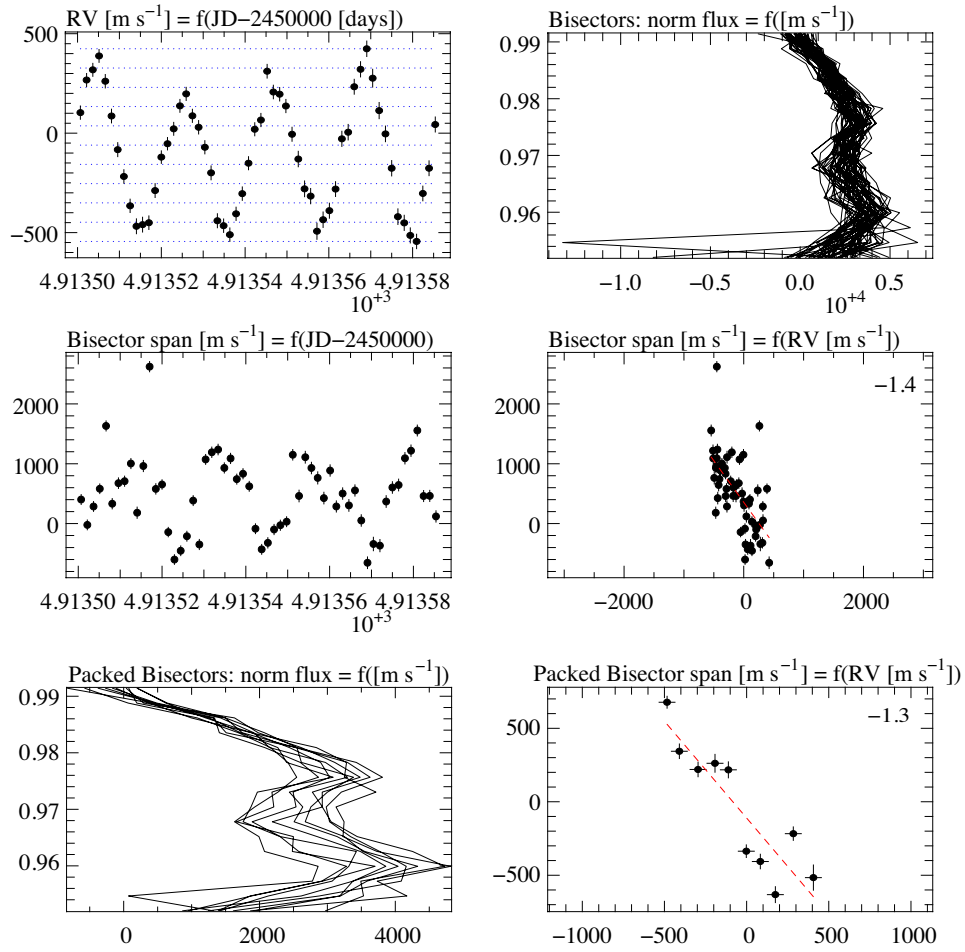 RV [m s⁻¹] = f(JD−2450000 [days])
500
0
−500
4.91350 4.91352 4.91354 4.91356 4.91358
10⁺³
Bisectors: norm flux = f([m s⁻¹])
0.99
0.98
0.97
0.96
−1.0 −0.5 0.0 0.5
10⁺⁴
Bisector span [m s⁻¹] = f(JD−2450000)
2000
1000
0
4.91350 4.91352 4.91354 4.91356 4.91358
10⁺³
Bisector span [m s⁻¹] = f(RV [m s⁻¹])
−1.4
2000
1000
0
−2000 0 2000
Packed Bisectors: norm flux = f([m s⁻¹])
0.99
0.98
0.97
0.96
0 2000 4000
Packed Bisector span [m s⁻¹] = f(RV [m s⁻¹])
−1.3
500
0
−500
−1000 −500 0 500 1000